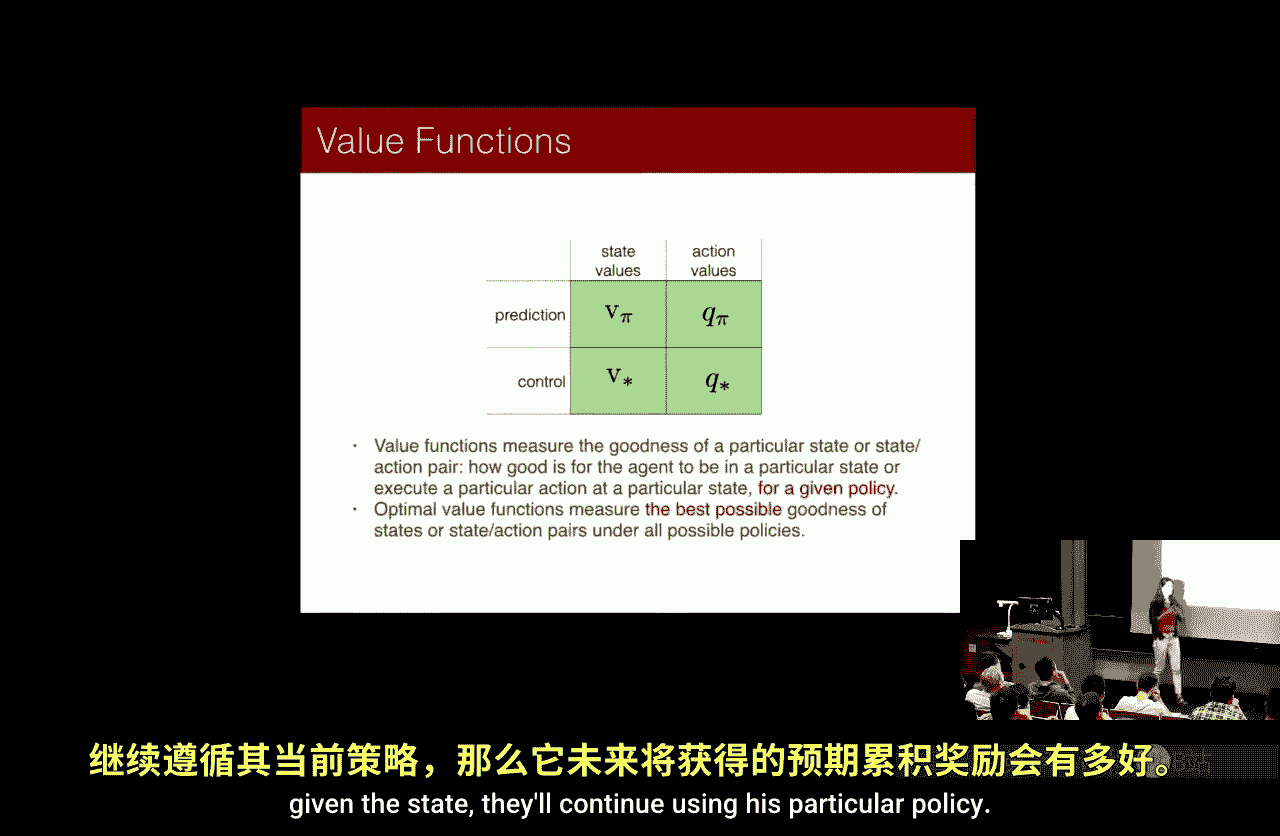 Value Functions
state
values
action
values
prediction
vπ
qπ
control
v*
q*
· Value functions measure the goodness of a particular state or state/
action pair: how good is for the agent to be in a particular state or
execute a particular action at a particular state, for a given policy.
· Optimal value functions measure the best possible goodness of
states or state/action pairs under all possible policies.
继续遵循其当前策略，那么它未来将获得的预期累积奖励会有多好。
given the state, they'll continue using his particular policy.